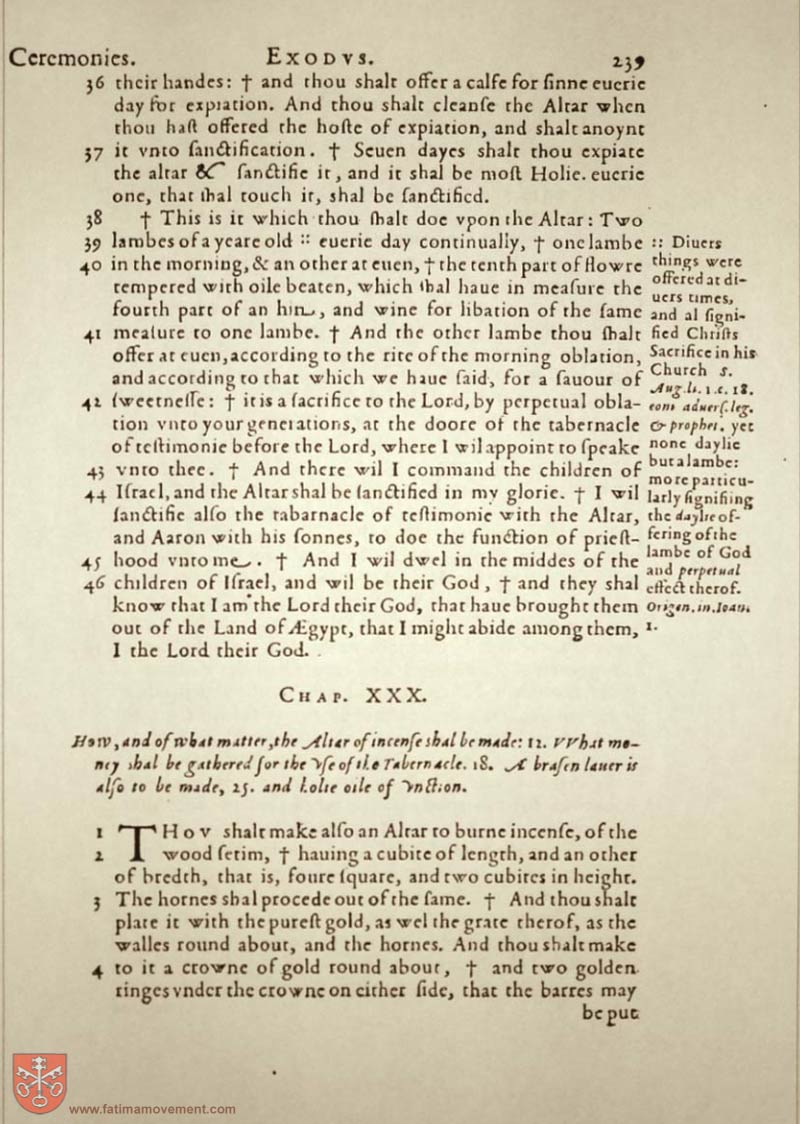 Ceremonies. EXODVS. 239
36 their handes: † and thou shalt offer a calfe for ſinne euerie
day for expiation. And thou shalt cleanſe the Altar when
thou haſt offered the hoſte of expiation, and shalt anoynt
37 it vnto ſanctification. † Seuen dayes shalt thou expiate
the altar & ſanctifie it, and it shal be moſt Holie. euerie
one, that ſhal touch it, shal be ſanctified.
38 † This is it which thou ſhalt doe vpon the Altar: Two
39 lambes of a yeare old :: euerie day continually, † one lambe
40 in the morning, & an other at euen, † the tenth part of flowre
tempered with oile beaten, which ſhal haue in meaſure the
fourth part of an hin, and wine for libation of the ſame
41 meaſure to one lambe. † And the other lambe thou ſhalt
offer at euen, according to the rite of the morning oblation,
and according to that which we haue ſaid, for a ſauour of
42 ſweetneſſe: † it is a ſacrifice to the Lord, by perpetual obla-
tion vnto your generations, at the doore of the tabernacle
of teſtimonie before the Lord, where I wil appoint to ſpeake
43 vnto thee. † And there wil I command the children of
44 Iſrael, and the Altar shal be ſanctified in my glorie. † I wil
ſanctifie alſo the tabarnacle of teſtimonie with the Altar,
and Aaron with his ſonnes, to doe the function of prieſt-
45 hood vnto me. † And I wil dwel in the middes of the
46 children of Iſrael, and wil be their God, † and they shal
know that I am the Lord their God, that haue brought them
out of the Land of Ægypt, that I might abide among them,
I the Lord their God.
:: Diuers
things were
offered at di-
uers times,
and al ſigni-
fied Chriſts
Sacrifice in his
Church S.
Aug. li. 1. c. 18.
cont aduerſ. leg.
& prophet. yet
none daylie
but a lambe:
more particu-
larly ſignifiing
the daylie of-
fering of the
lambe of God
and perpetual
effect therof.
Origen. in. Ioan.
1.
CHAP. XXX.
How, and of what matter, the Altar of incenſe shal be made: 12. VVhat mo-
ney shal be gathered for the vſe of the Tabernacle. 18. A braſen lauer is
alſo to be made, 25. and holie oile of vnction.
1 THOV shalt make alſo an Altar to burne incenſe, of the
2 wood ſetim, † hauing a cubite of length, and an other
of bredth, that is, foure ſquare, and two cubites in height.
3 The hornes shal procede out of the ſame. † And thou shalt
plate it with the pureſt gold, as wel the grate therof, as the
walles round about, and the hornes. And thou shalt make
4 to it a crowne of gold round about, † and two golden
ringes vnder the crowne on either ſide, that the barres may
be put
www.fatimamovement.com